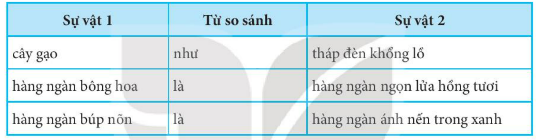 Sự vật 1 Từ so sánh Sự vật 2
cây gạo như tháp đèn khổng lồ
hàng ngàn bông hoa là hàng ngàn ngọn lửa hồng tươi
hàng ngàn búp nõn là hàng ngàn ánh nến trong xanh